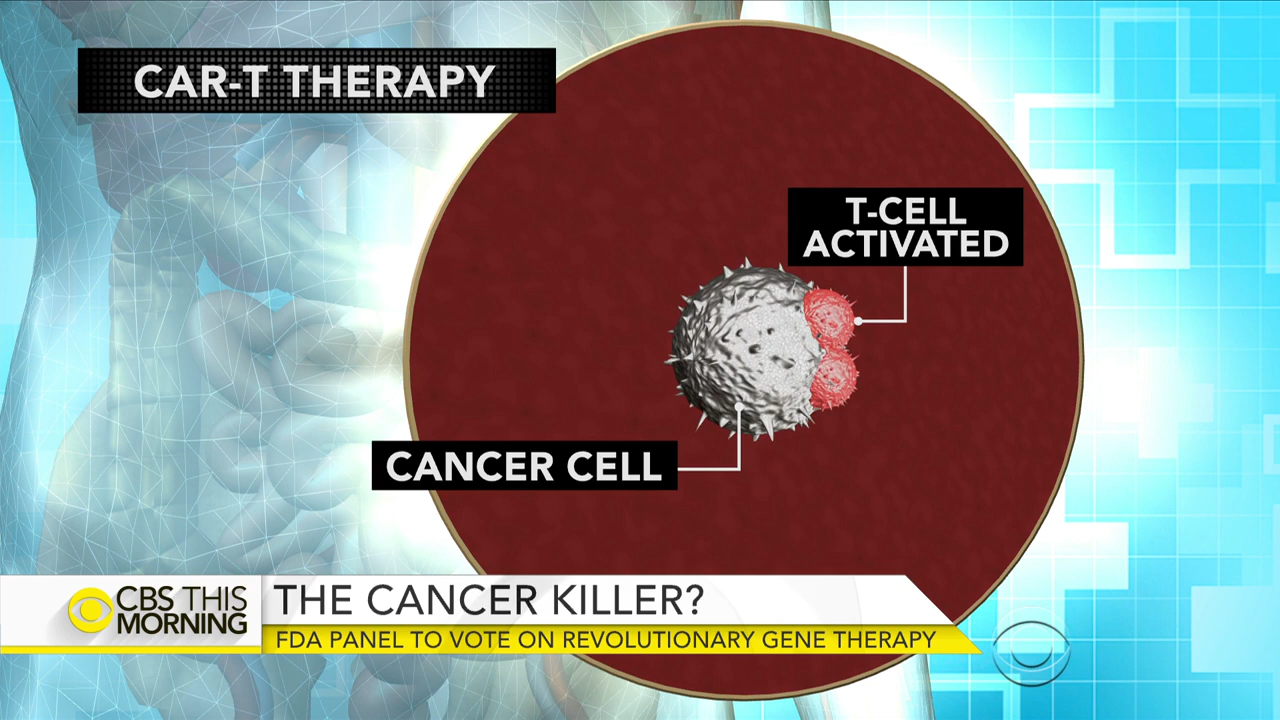 CAR-T THERAPY
T-CELL
ACTIVATED
CANCER CELL
CBS THIS
MORNING
THE CANCER KILLER?
FDA PANEL TO VOTE ON REVOLUTIONARY GENE THERAPY